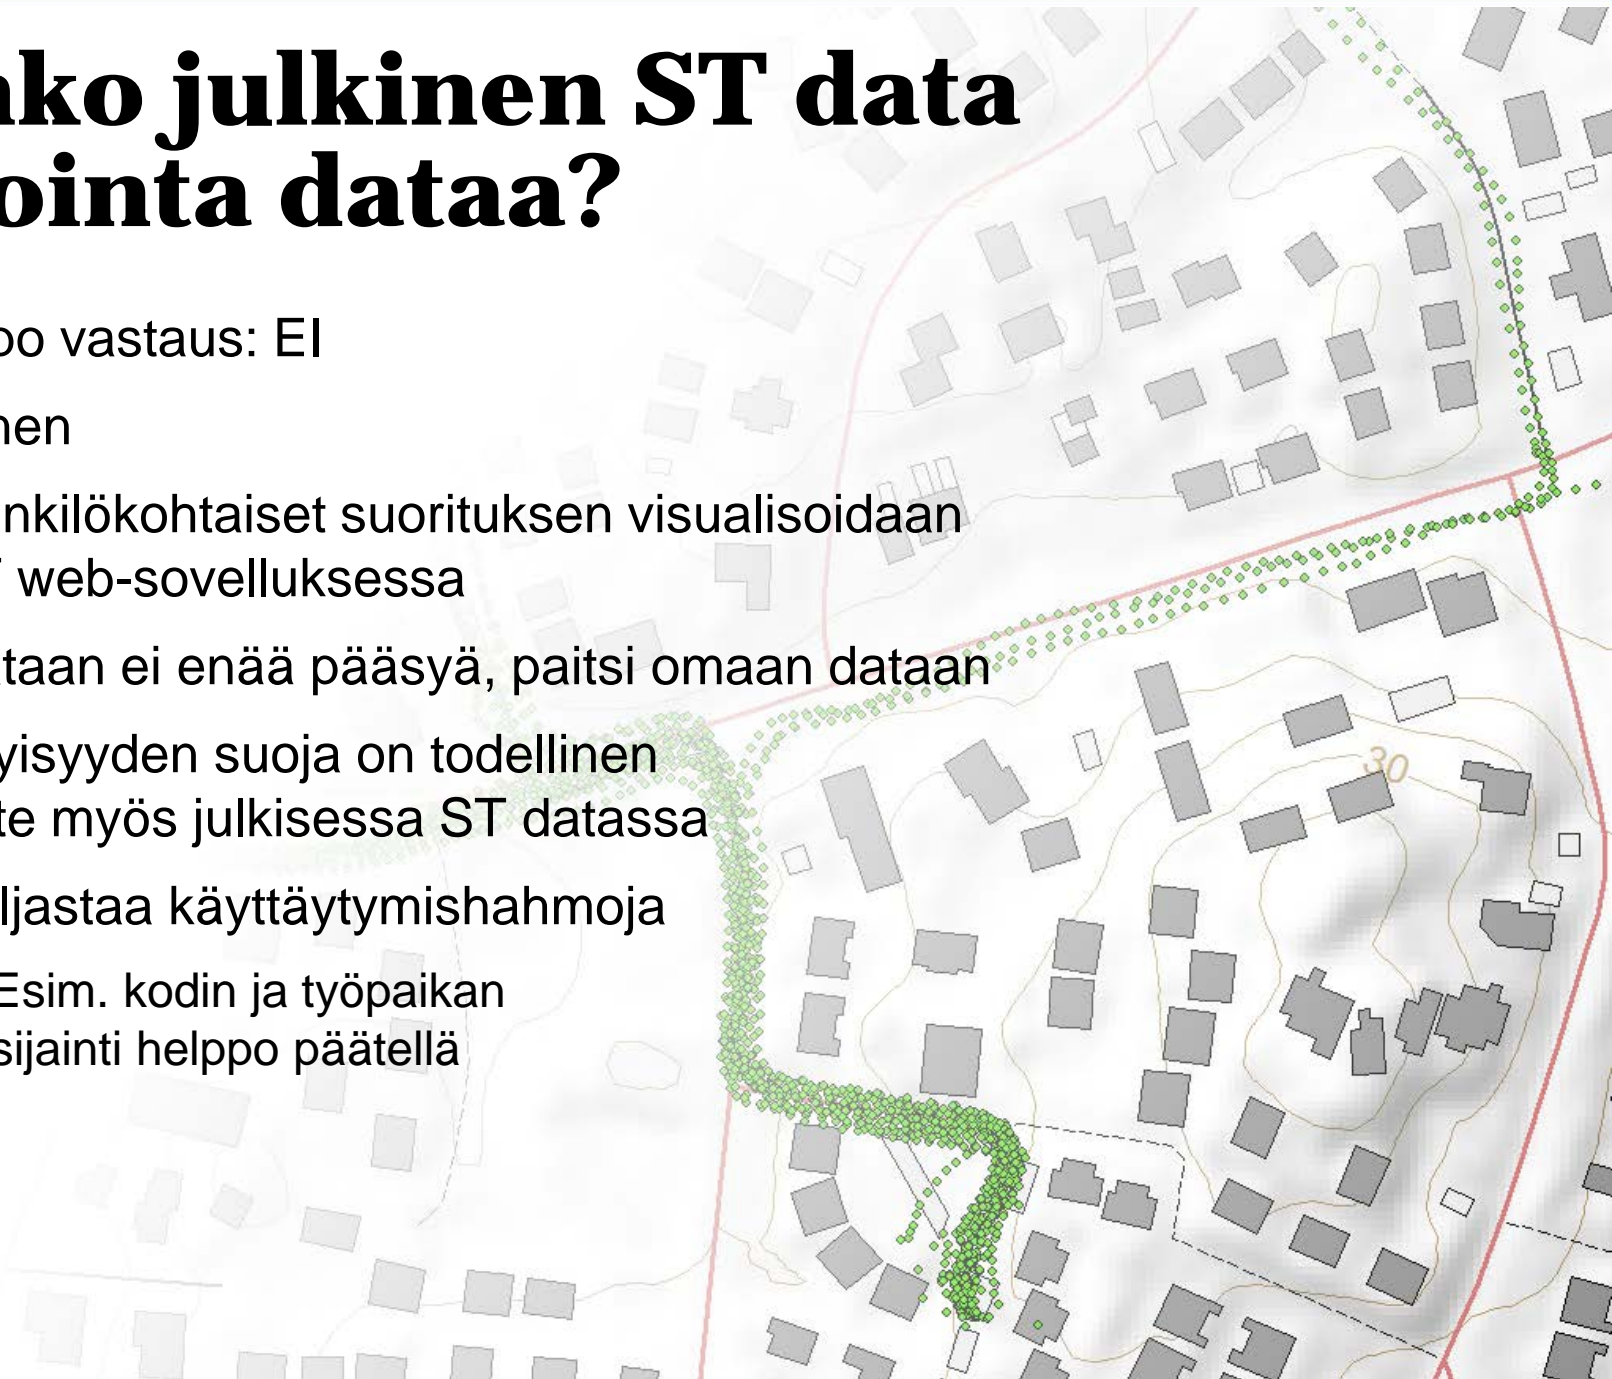 ko julkinen ST data
ointa dataa?
oo vastaus: EI
nen
nkilökohtaiset suorituksen visualisoidaan
web-sovelluksessa
taan ei enää pääsyä, paitsi omaan dataan
yisyyden suoja on todellinen
te myös julkisessa ST datassa
ljastaa käyttäytymishahmoja
Esim. kodin ja työpaikan
sijainti helppo päätellä
30